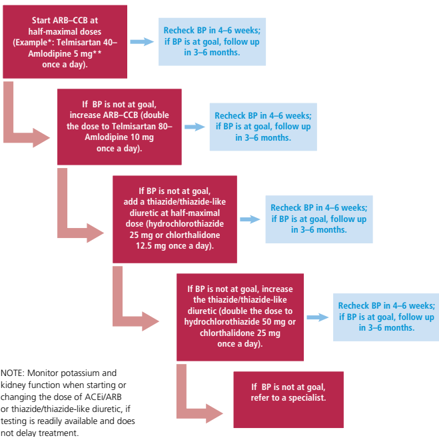 Start ARB–CCB at
half-maximal doses
(Example*: Telmisartan 40–
Amlodipine 5 mg**
once a day).
Recheck BP in 4–6 weeks;
if BP is at goal, follow up
in 3–6 months.
If BP is not at goal,
increase ARB–CCB (double
the dose to Telmisartan 80–
Amlodipine 10 mg
once a day).
Recheck BP in 4–6 weeks;
if BP is at goal, follow up
in 3–6 months.
If BP is not at goal,
add a thiazide/thiazide-like
diuretic at half-maximal
dose (hydrochlorothiazide
25 mg or chlorthalidone
12.5 mg once a day).
Recheck BP in 4–6 weeks;
if BP is at goal, follow up
in 3–6 months.
If BP is not at goal, increase
the thiazide/thiazide-like
diuretic (double the dose to
hydrochlorothiazide 50 mg or
chlorthalidone 25 mg
once a day).
Recheck BP in 4–6 weeks;
if BP is at goal, follow up
in 3–6 months.
If BP is not at goal,
refer to a specialist.
NOTE: Monitor potassium and
kidney function when starting or
changing the dose of ACEi/ARB
or thiazide/thiazide-like diuretic, if
testing is readily available and does
not delay treatment.